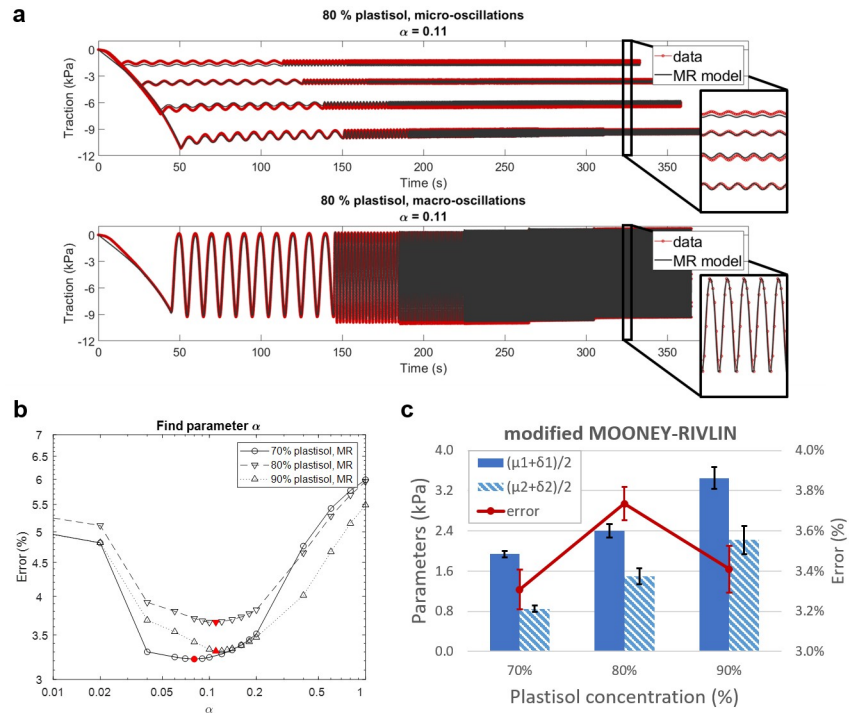 a
80 % plastisol, micro-oscillations
α = 0.11
0
-3
-6
-9
-12
Traction (kPa)
0 50 100 150 200 250 300 350
Time (s)
data
MR model
80 % plastisol, macro-oscillations
α = 0.11
0
-3
-6
-9
-12
Traction (kPa)
0 50 100 150 200 250 300 350
Time (s)
data
MR model
b
Find parameter α
7
6
5.5
5
4.5
4
3.5
3
Error (%)
0.01 0.02 0.04 0.1 0.2 0.5 1
α
70% plastisol, MR
80% plastisol, MR
90% plastisol, MR
c
modified MOONEY-RIVLIN
4.0
3.2
2.4
1.6
0.8
0.0
Parameters (kPa)
(μ1+δ1)/2
(μ2+δ2)/2
error
4.0%
3.8%
3.6%
3.4%
3.2%
3.0%
Error (%)
70% 80% 90%
Plastisol concentration (%)